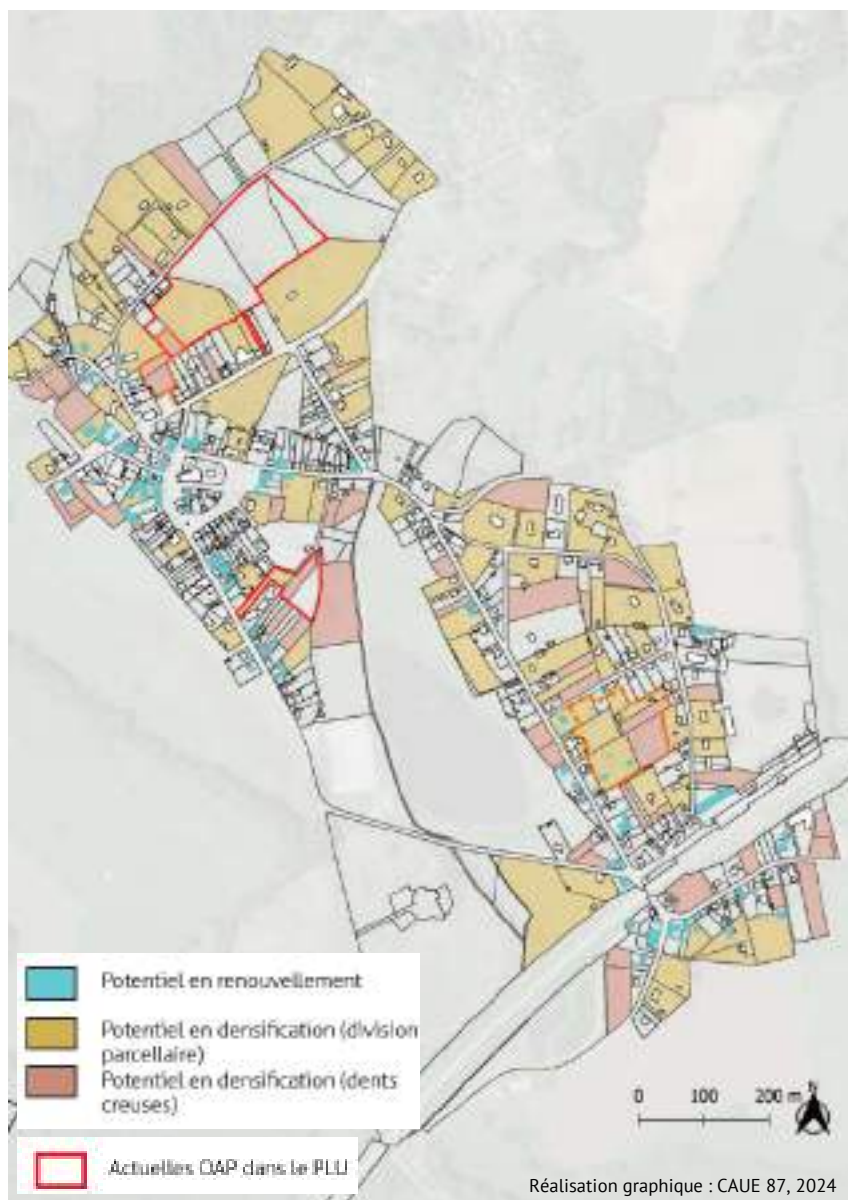 Potentiel en renouvellement
Potentiel en densification (division
parcellaire)
Potentiel en densification (dents
creuses)
0 100 200 m
N
Actuelles OAP dans le PLU
Réalisation graphique : CAUE 87, 2024